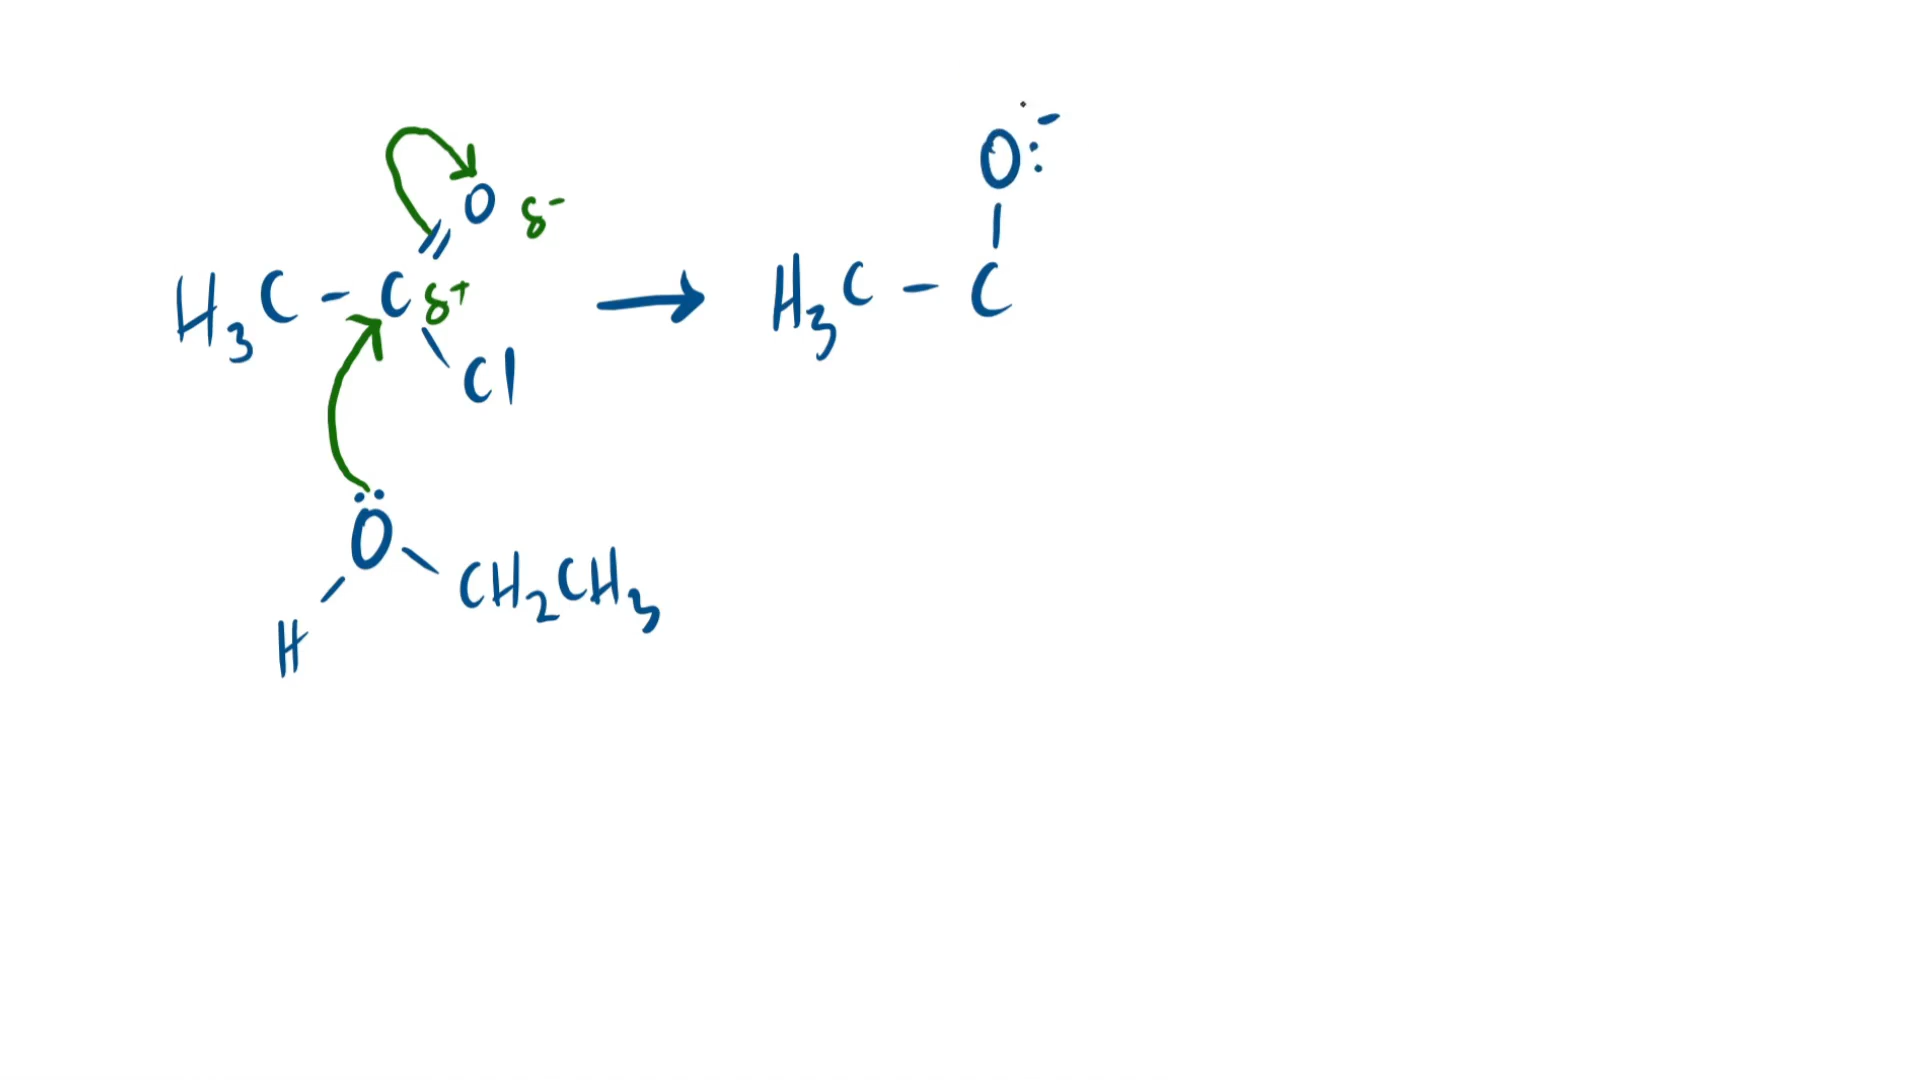 O⁻
O δ⁻
H₃C - C δ⁺ → H₃C - C
Cl
O
CH₂CH₃
H